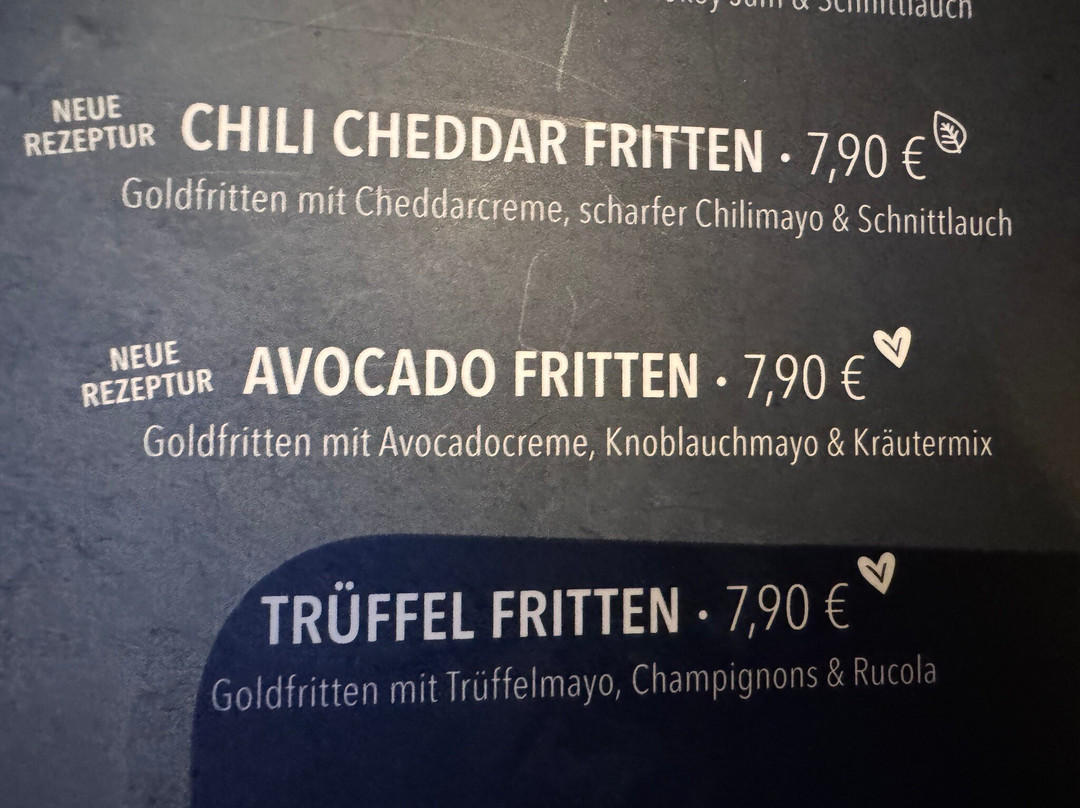 & Schnittlauch
NEUE
REZEPTUR
CHILI CHEDDAR FRITTEN · 7,90 €
Goldfritten mit Cheddarcreme, scharfer Chilimayo & Schnittlauch
NEUE
REZEPTUR
AVOCADO FRITTEN · 7,90 €
Goldfritten mit Avocadocreme, Knoblauchmayo & Kräutermix
TRÜFFEL FRITTEN · 7,90 €
Goldfritten mit Trüffelmayo, Champignons & Rucola